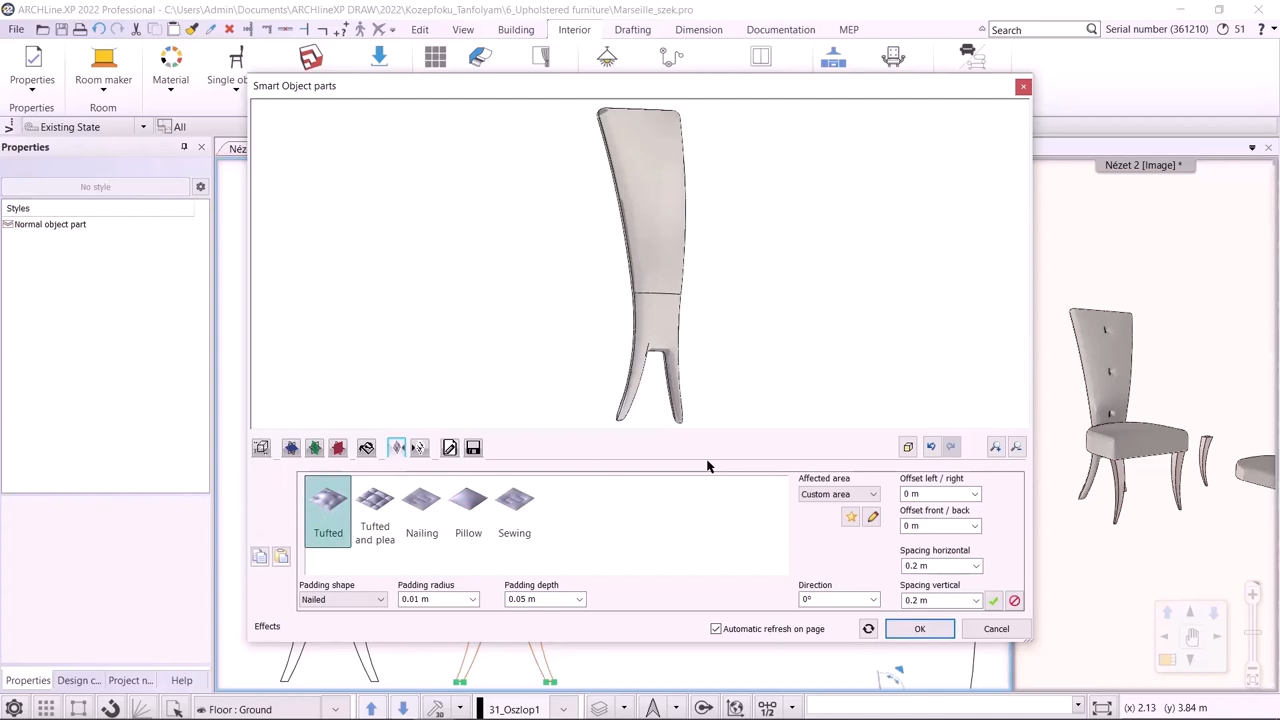 ARCHLineXP 2022 Professional - C:\Users\Admin\Documents\ARCHlineXP DRAW\2022\Kozepfoku_Tanfolyam\6_Upholstered furniture\Marseille_szek.pro
File
Edit
View
Building
Interior
Drafting
Dimension
Documentation
MEP
Search
Serial number (361210)
51
Properties
Room maker
Material
Single ob
Properties
Room
Existing State
All
Smart Object parts
Properties
Néz
Nézet 2 [Image] *
No style
Styles
Normal object part
Tufted
Tufted
and plea
Nailing
Pillow
Sewing
Affected area
Custom area
Offset left / right
0 m
Offset front / back
0 m
Spacing horizontal
0.2 m
Padding shape
Nailed
Padding radius
0.01 m
Padding depth
0.05 m
Direction
0°
Spacing vertical
0.2 m
Effects
Automatic refresh on page
OK
Cancel
Properties
Design c...
Project n...
Help
Floor : Ground
31_Oszlop1
(x) 2.13
(y) 3.84 m